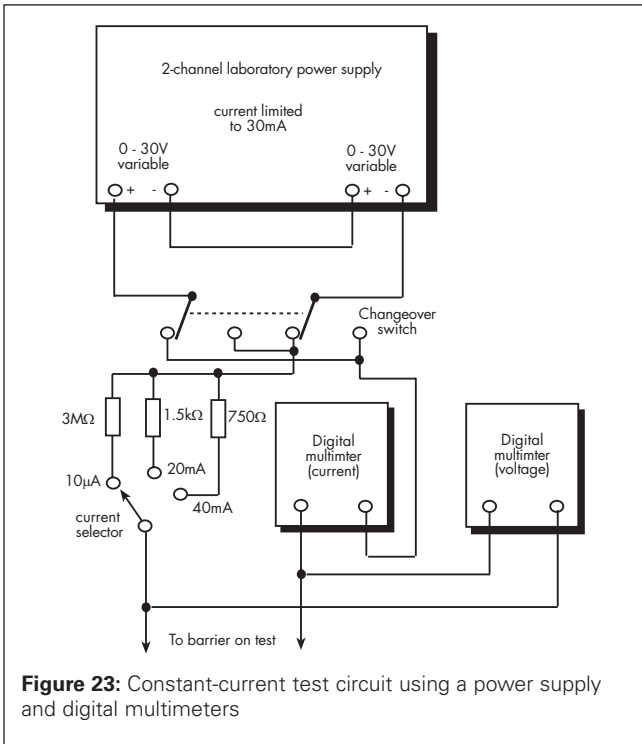 2-channel laboratory power supply
current limited
to 30mA
0 - 30V
variable
0 - 30V
variable
+ -
+ -
Changeover
switch
3MΩ
1.5kΩ
750Ω
10μA
20mA
40mA
current
selector
Digital
multimter
(current)
Digital
multimter
(voltage)
To barrier on test
Figure 23: Constant-current test circuit using a power supply
and digital multimeters